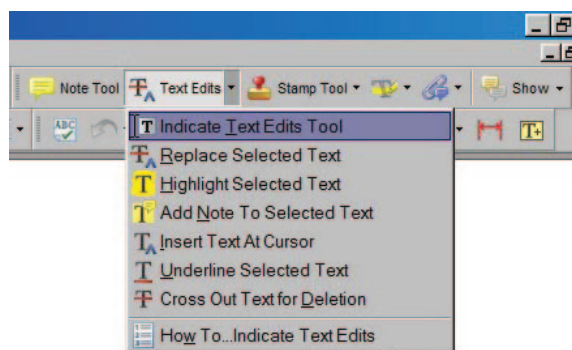 Note Tool Text Edits Stamp Tool Show
ABC T+
Indicate Text Edits Tool
Replace Selected Text
Highlight Selected Text
Add Note To Selected Text
Insert Text At Cursor
Underline Selected Text
Cross Out Text for Deletion
How To...Indicate Text Edits